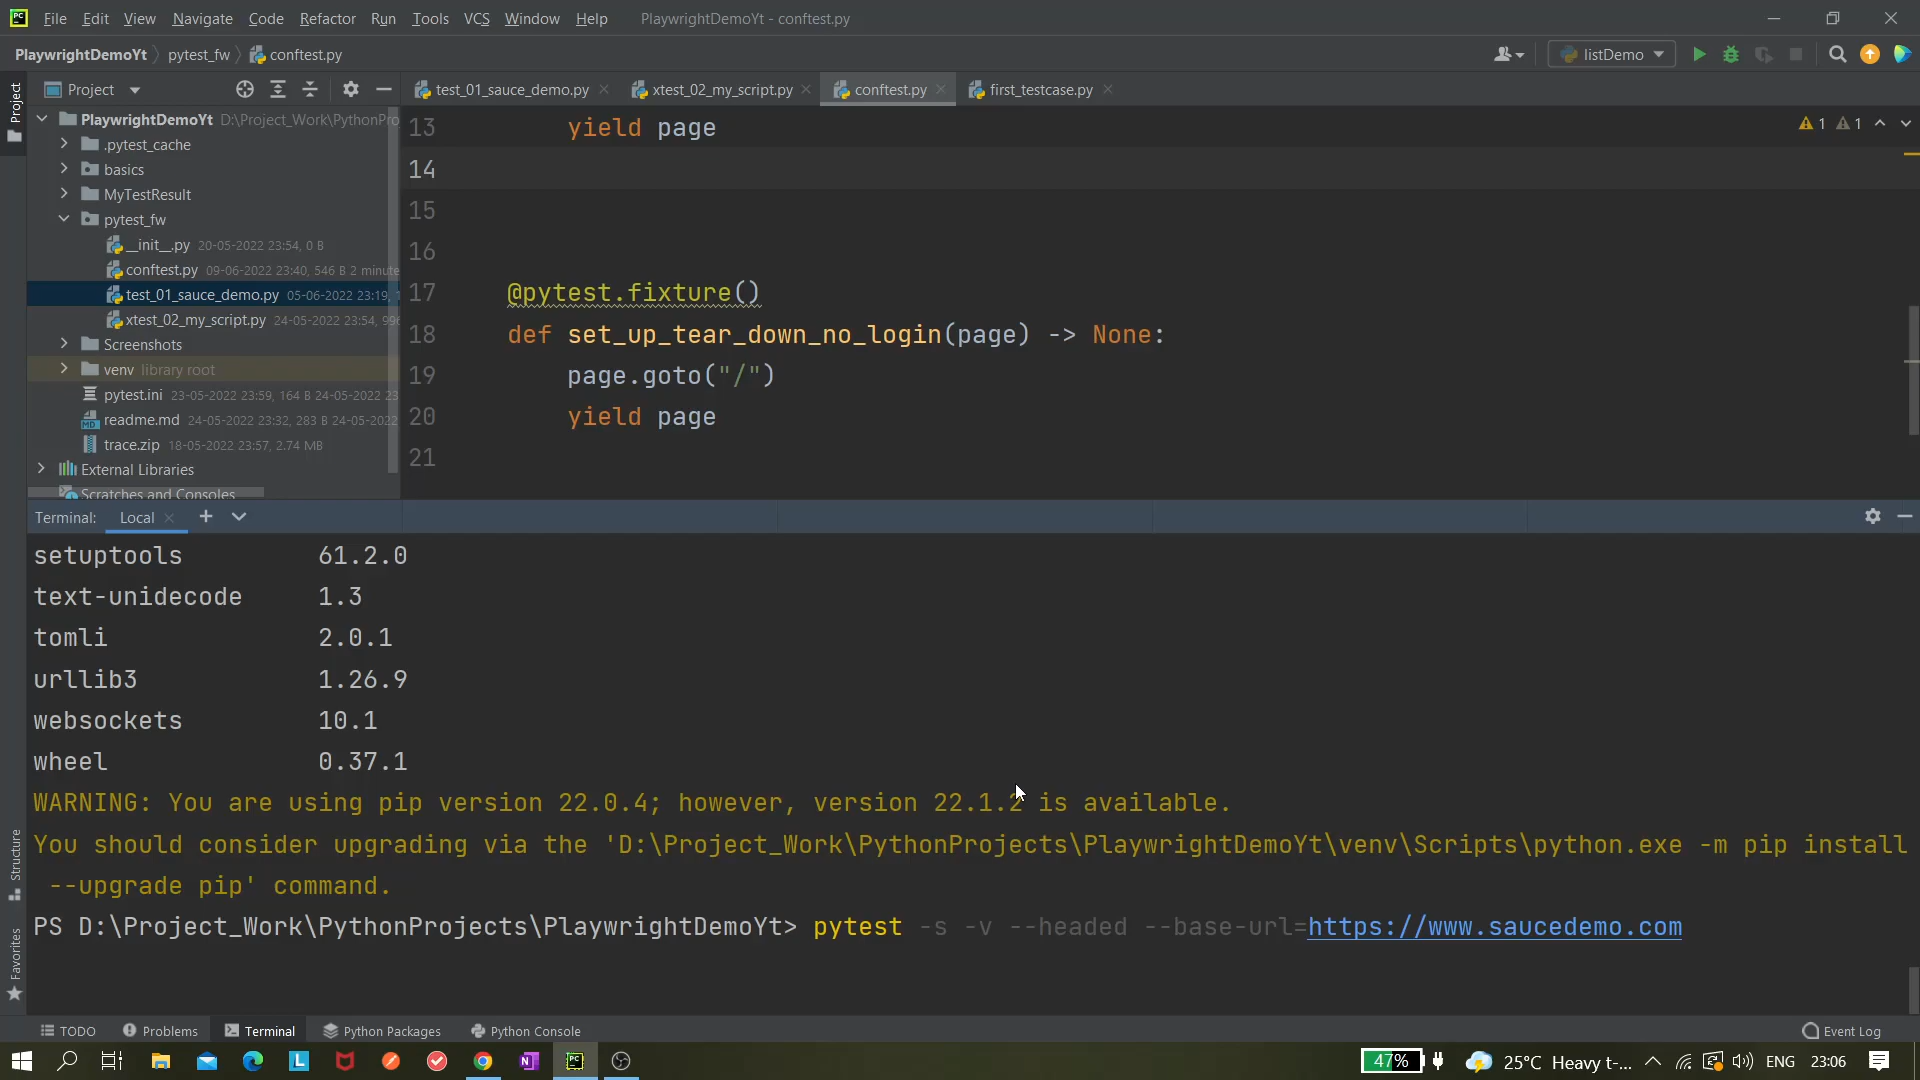 File Edit View Navigate Code Refactor Run Tools VCS Window Help PlaywrightDemoYt - conftest.py
PlaywrightDemoYt pytest_fw conftest.py
listDemo
Project
Project
test_01_sauce_demo.py xtest_02_my_script.py conftest.py first_testcase.py
PlaywrightDemoYt D:\Project_Work\PythonPro
.pytest_cache
basics
MyTestResult
pytest_fw
__init__.py 20-05-2022 23:54, 0 B
conftest.py 09-06-2022 23:40, 546 B 2 minute
test_01_sauce_demo.py 05-06-2022 23:19,
xtest_02_my_script.py 24-05-2022 23:54, 996
Screenshots
venv library root
pytest.ini 23-05-2022 23:59, 164 B 24-05-2022 23
readme.md 24-05-2022 23:32, 283 B 24-05-2022
trace.zip 18-05-2022 23:57, 2.74 MB
External Libraries
Scratches and Consoles
1 1
13 yield page
14
15
16
17 @pytest.fixture()
18 def set_up_tear_down_no_login(page) -> None:
19 page.goto("/")
20 yield page
21
Terminal: Local
setuptools 61.2.0
text-unidecode 1.3
tomli 2.0.1
urllib3 1.26.9
websockets 10.1
wheel 0.37.1
WARNING: You are using pip version 22.0.4; however, version 22.1.2 is available.
You should consider upgrading via the 'D:\Project_Work\PythonProjects\PlaywrightDemoYt\venv\Scripts\python.exe -m pip install
--upgrade pip' command.
PS D:\Project_Work\PythonProjects\PlaywrightDemoYt> pytest -s -v --headed --base-url=https://www.saucedemo.com
Structure
Favorites
TODO Problems Terminal Python Packages Python Console Event Log
47% 25°C Heavy t-... ENG 23:06